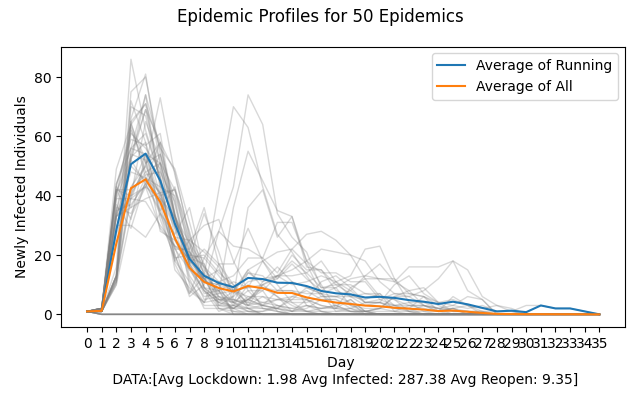 Epidemic Profiles for 50 Epidemics
Average of Running
Average of All
Newly Infected Individuals
80
60
40
20
0
0 1 2 3 4 5 6 7 8 9 10 11 12 13 14 15 16 17 18 19 20 21 22 23 24 25 26 27 28 29 30 31 32 33 34 35
Day
DATA:[Avg Lockdown: 1.98 Avg Infected: 287.38 Avg Reopen: 9.35]